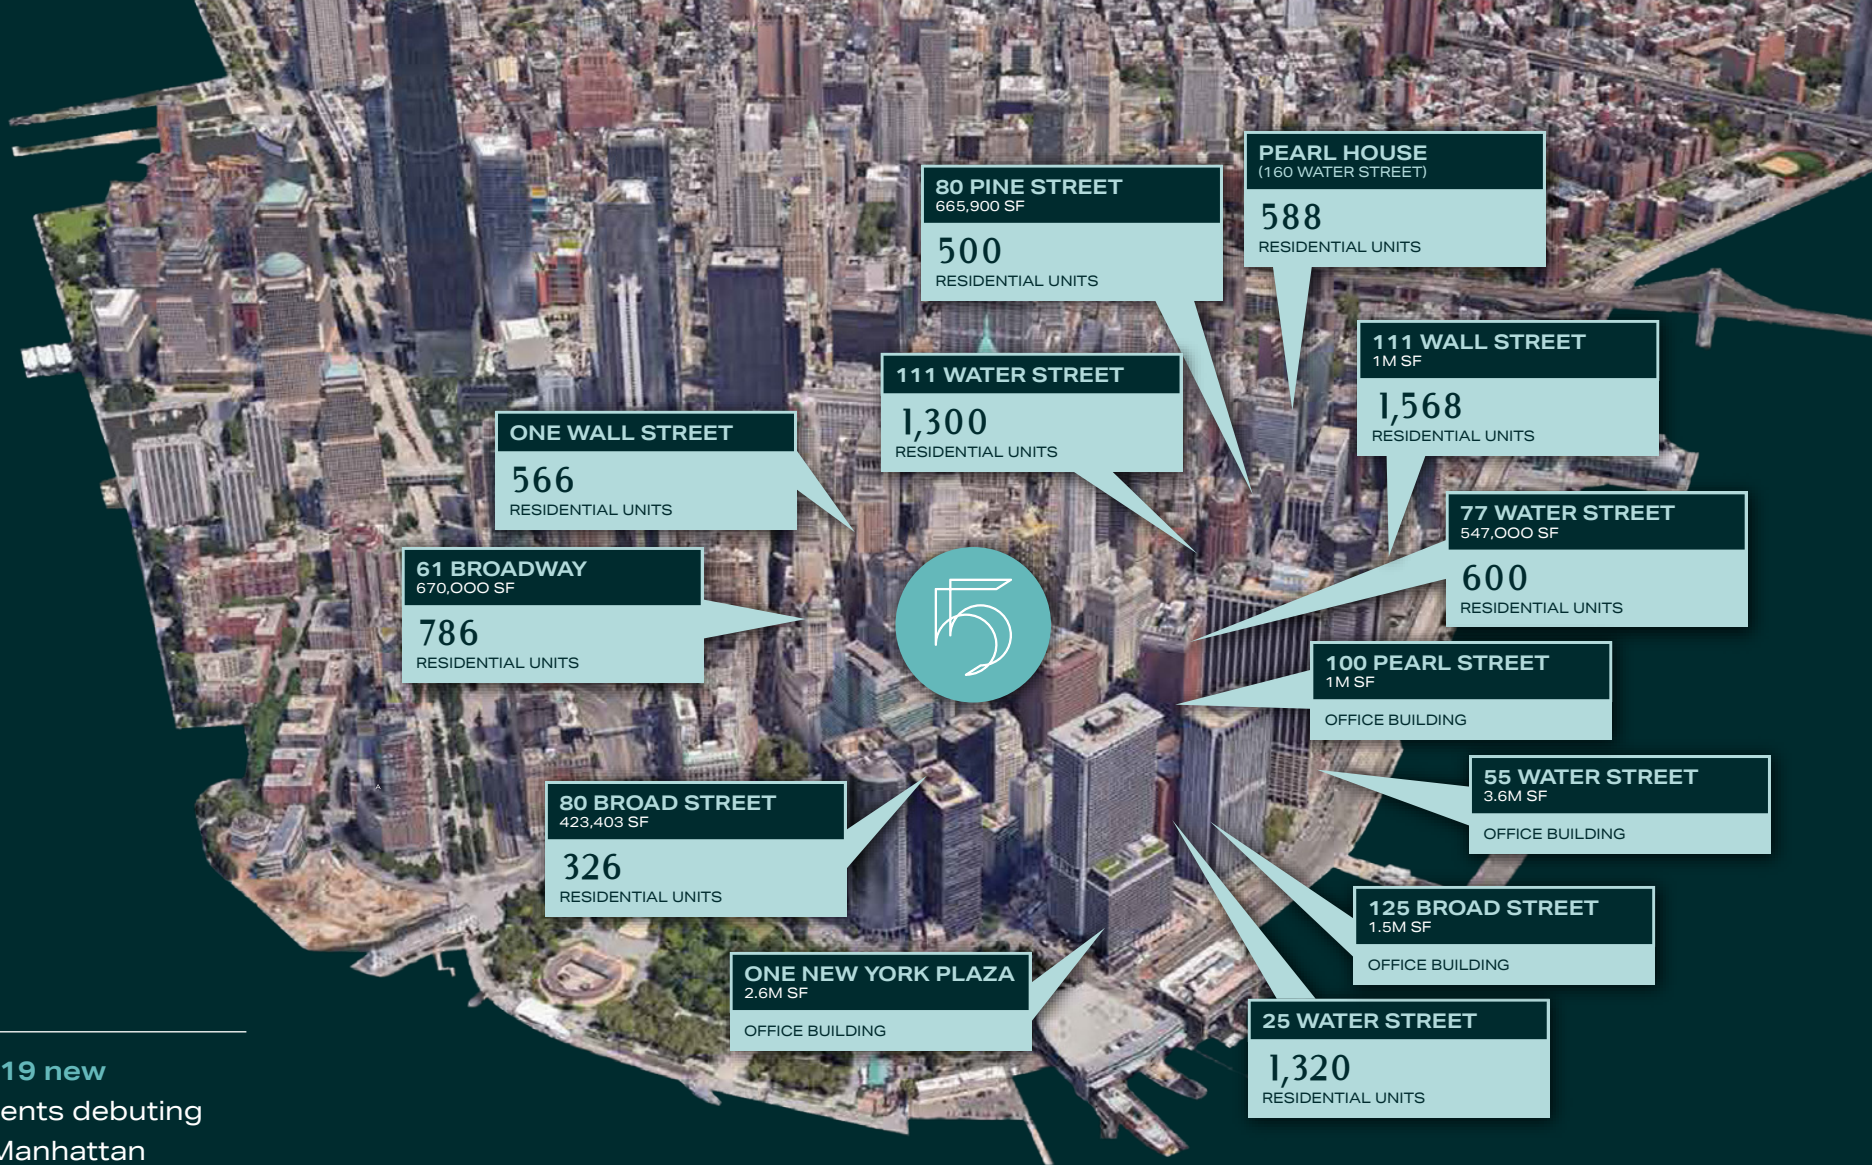 PEARL HOUSE
(160 WATER STREET)
588
RESIDENTIAL UNITS
80 PINE STREET
665,900 SF
500
RESIDENTIAL UNITS
111 WALL STREET
1M SF
1,568
RESIDENTIAL UNITS
111 WATER STREET
1,300
RESIDENTIAL UNITS
ONE WALL STREET
566
RESIDENTIAL UNITS
77 WATER STREET
547,000 SF
600
RESIDENTIAL UNITS
61 BROADWAY
670,000 SF
786
RESIDENTIAL UNITS
5
100 PEARL STREET
1M SF
OFFICE BUILDING
55 WATER STREET
3.6M SF
OFFICE BUILDING
80 BROAD STREET
423,403 SF
326
RESIDENTIAL UNITS
125 BROAD STREET
1.5M SF
OFFICE BUILDING
ONE NEW YORK PLAZA
2.6M SF
OFFICE BUILDING
25 WATER STREET
1,320
RESIDENTIAL UNITS
19 new
ents debuting
Manhattan